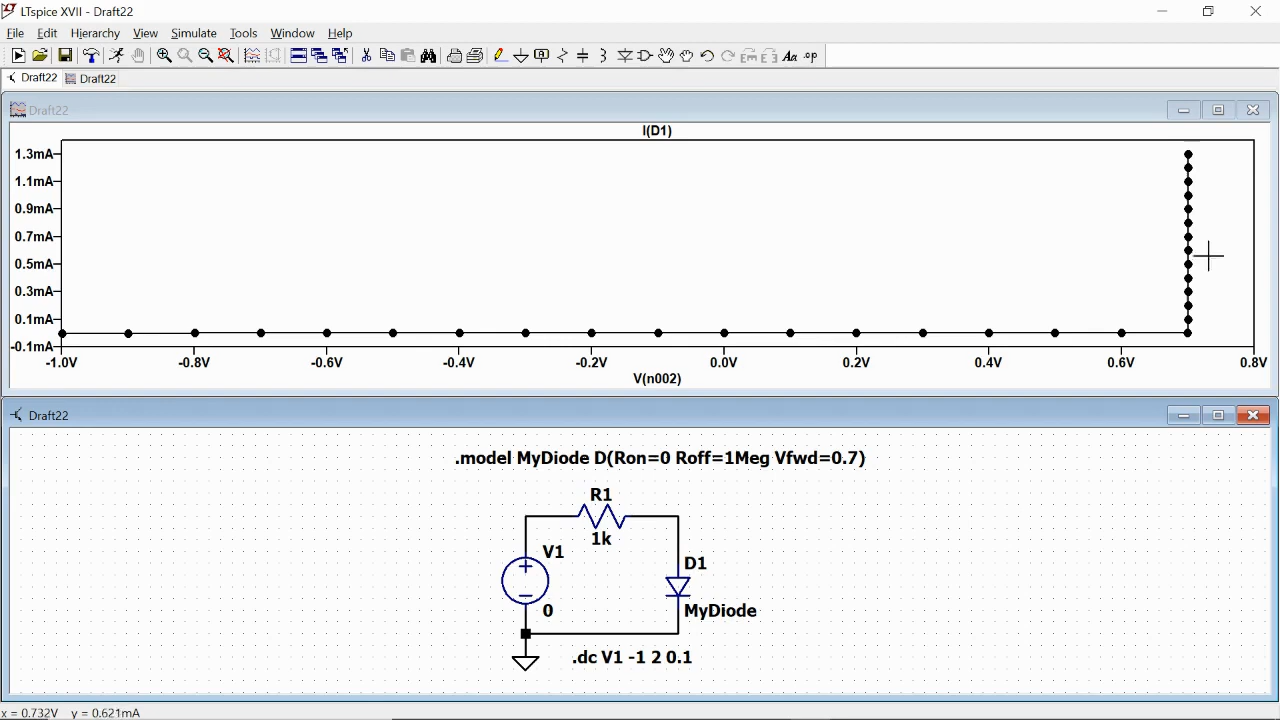 LTspice XVII - Draft22
File Edit Hierarchy View Simulate Tools Window Help
Aa .op
Draft22 Draft22
Draft22
I(D1)
1.3mA
1.1mA
0.9mA
0.7mA
0.5mA
0.3mA
0.1mA
-0.1mA
-1.0V -0.8V -0.6V -0.4V -0.2V 0.0V 0.2V 0.4V 0.6V 0.8V
V(n002)
Draft22
.model MyDiode D(Ron=0 Roff=1Meg Vfwd=0.7)
R1
1k
V1
D1
0
MyDiode
.dc V1 -1 2 0.1
x = 0.732V y = 0.621mA